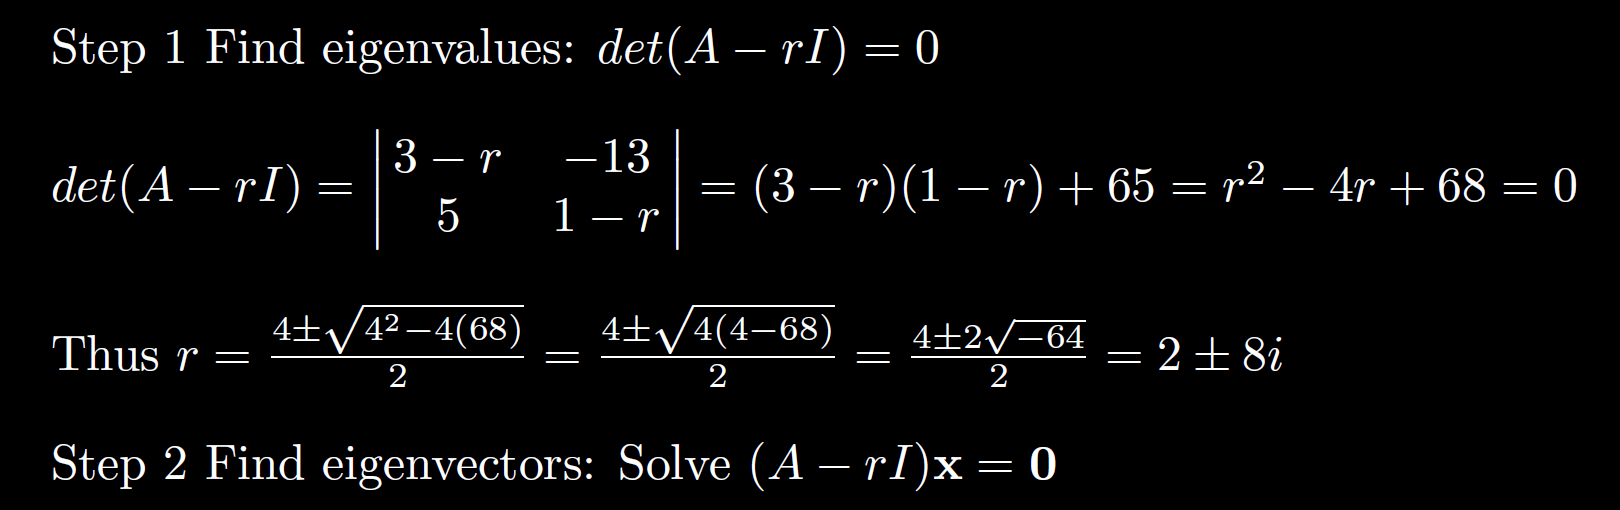 Step 1 Find eigenvalues: det(A − rI) = 0
det(A − rI) = |3 − r −13; 5 1 − r| = (3 − r)(1 − r) + 65 = r² − 4r + 68 = 0
Thus r = (4±√(4²−4(68)))/2 = (4±√(4(4−68)))/2 = (4±2√(−64))/2 = 2 ± 8i
Step 2 Find eigenvectors: Solve (A − rI)x = 0